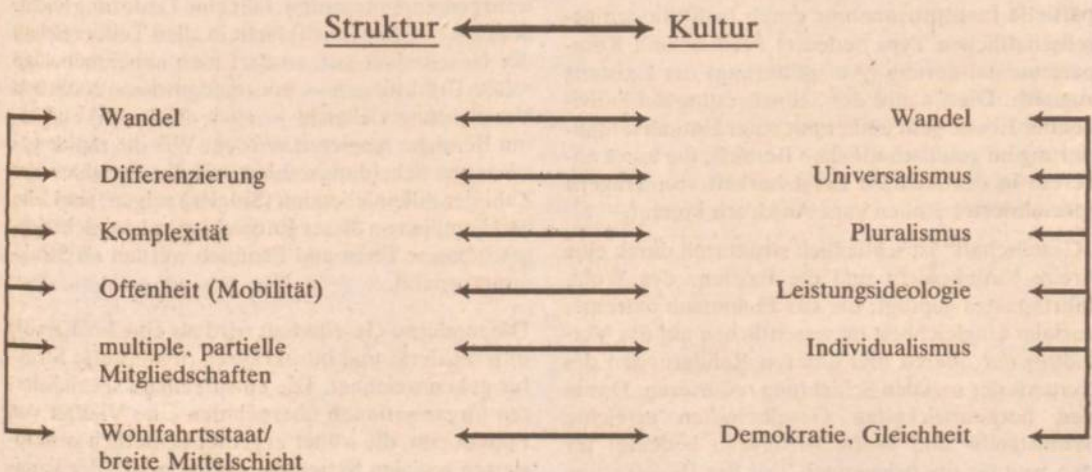 Struktur Kultur
Wandel Wandel
Differenzierung Universalismus
Komplexität Pluralismus
Offenheit (Mobilität) Leistungsideologie
multiple, partielle Individualismus
Mitgliedschaften
Wohlfahrtsstaat/ Demokratie, Gleichheit
breite Mittelschicht